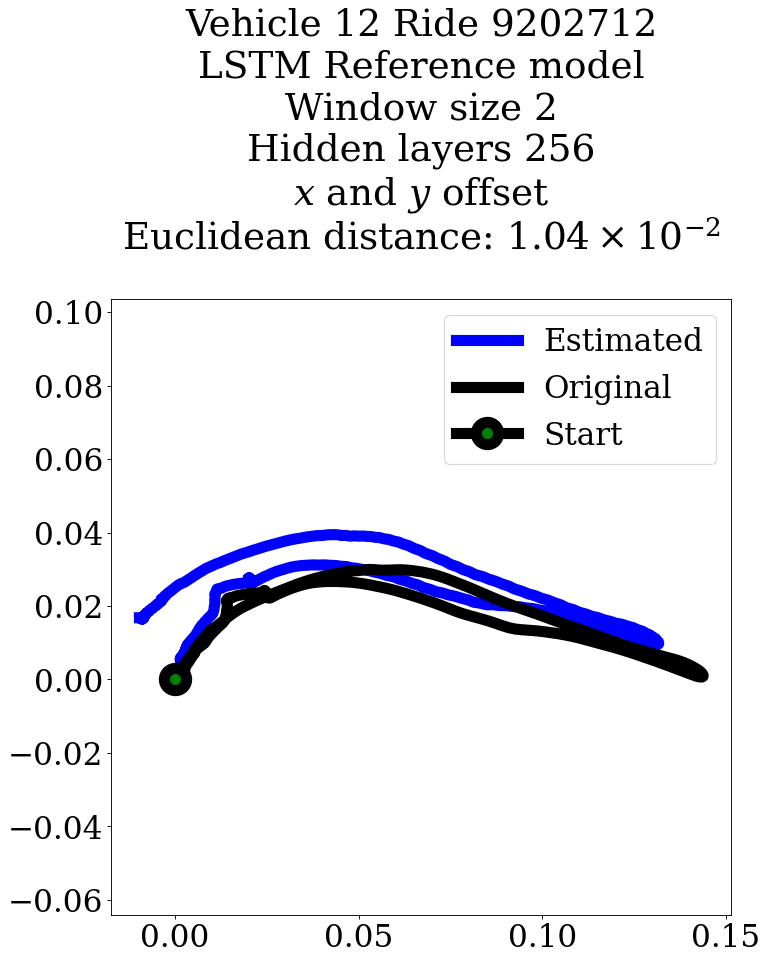 Vehicle 12 Ride 9202712
LSTM Reference model
Window size 2
Hidden layers 256
x and y offset
Euclidean distance: 1.04 × 10⁻²
0.10
0.08
0.06
0.04
0.02
0.00
−0.02
−0.04
−0.06
Estimated
Original
Start
0.00 0.05 0.10 0.15